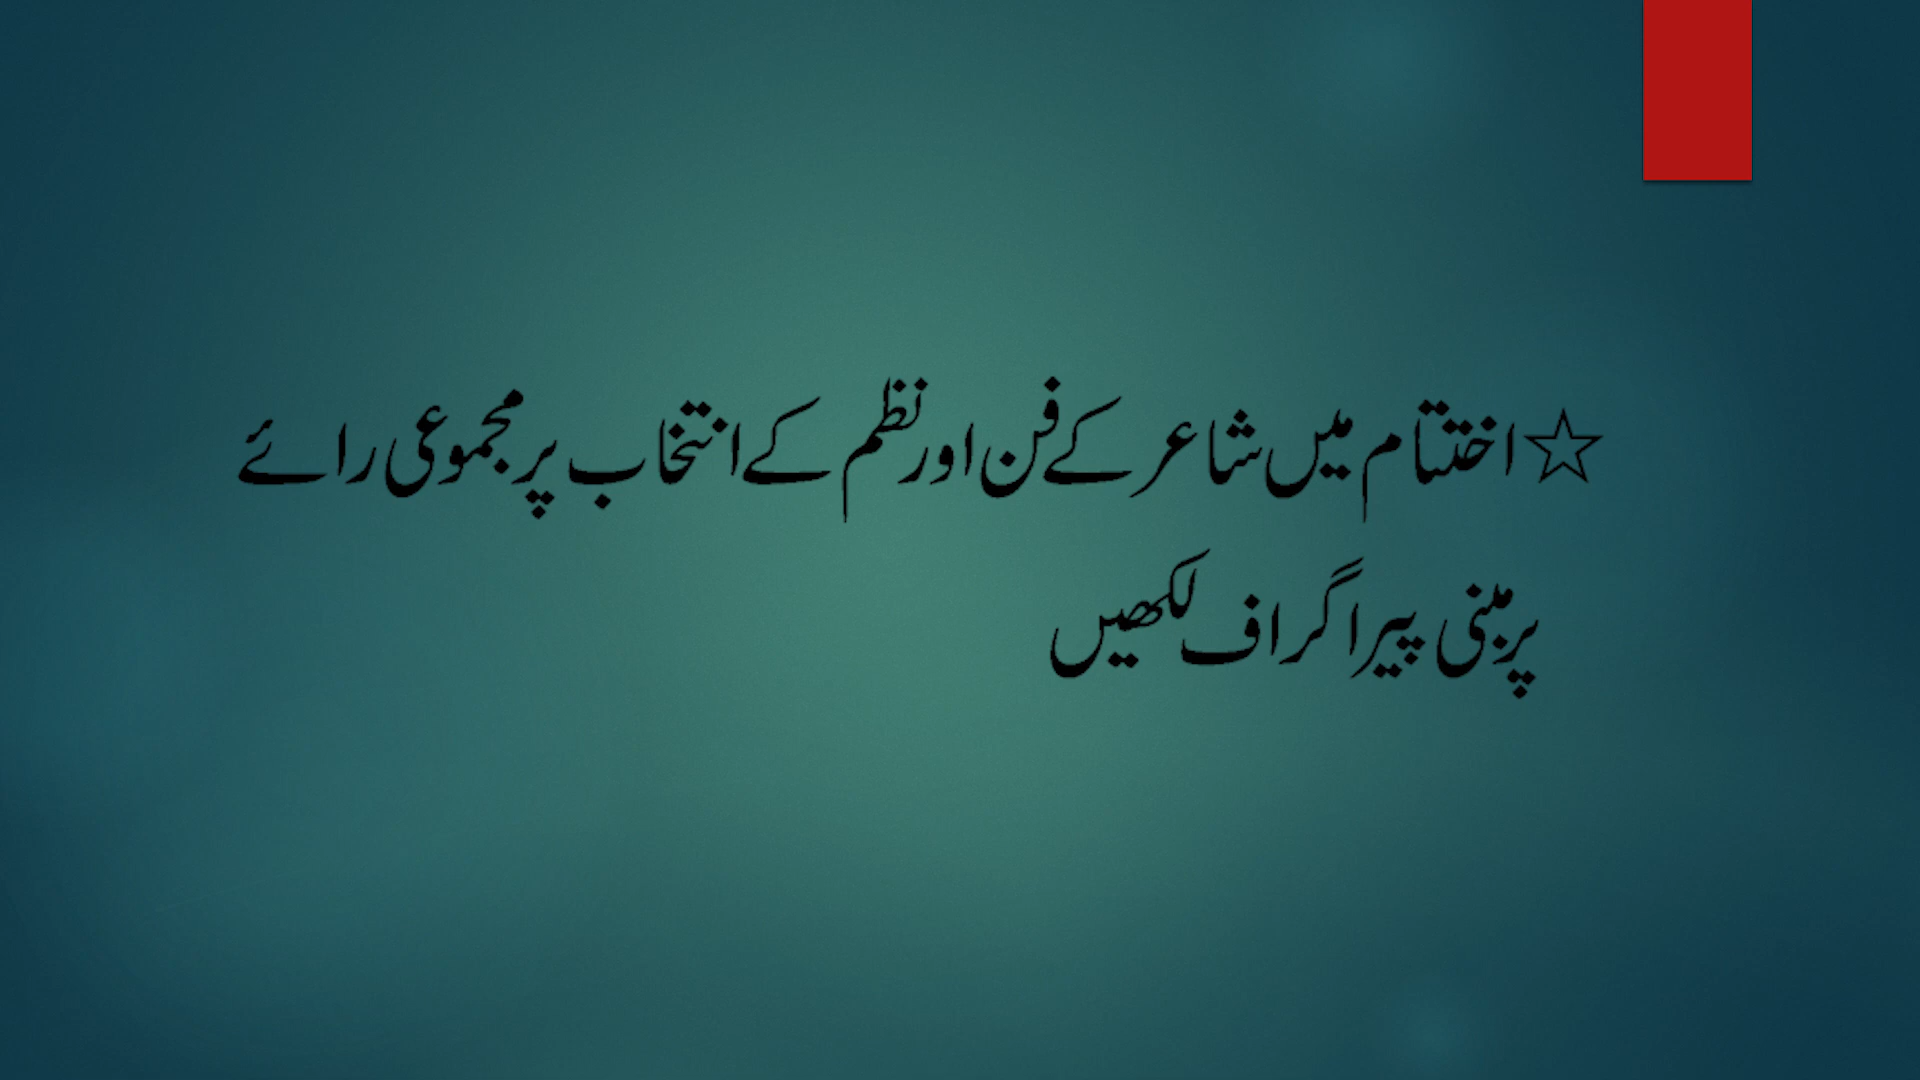 ☆اختتام میں شاعر کے فن اور نظم کے انتخاب پر مجموعی رائے
پر مبنی پیراگراف لکھیں